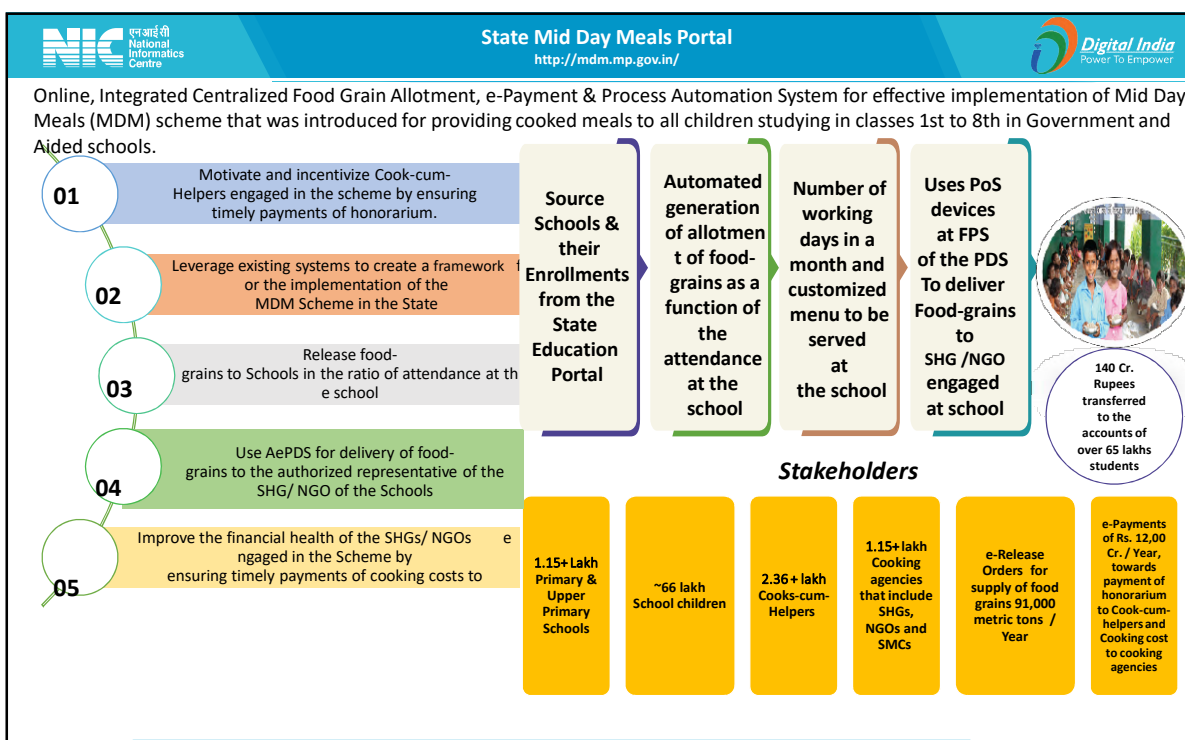 NIC
एन आई सी
National
Informatics
Centre
State Mid Day Meals Portal
http://mdm.mp.gov.in/
Digital India
Power To Empower
Online, Integrated Centralized Food Grain Allotment, e-Payment & Process Automation System for effective implementation of Mid Day
Meals (MDM) scheme that was introduced for providing cooked meals to all children studying in classes 1st to 8th in Government and
Aided schools.
01
Motivate and incentivize Cook-cum-
Helpers engaged in the scheme by ensuring
timely payments of honorarium.
02
Leverage existing systems to create a framework f
or the implementation of the
MDM Scheme in the State
03
Release food-
grains to Schools in the ratio of attendance at th
e school
04
Use AePDS for delivery of food-
grains to the authorized representative of the
SHG/ NGO of the Schools
05
Improve the financial health of the SHGs/ NGOs e
ngaged in the Scheme by
ensuring timely payments of cooking costs to
Source
Schools &
their
Enrollments
from the
State
Education
Portal
Automated
generation
of allotmen
t of food-
grains as a
function of
the
attendance
at the
school
Number of
working
days in a
month and
customized
menu to be
served
at
the school
Uses PoS
devices
at FPS
of the PDS
To deliver
Food-grains
to
SHG /NGO
engaged
at school
140 Cr.
Rupees
transferred
to the
accounts of
over 65 lakhs
students
Stakeholders
1.15+ Lakh
Primary &
Upper
Primary
Schools
~66 lakh
School children
2.36 + lakh
Cooks-cum-
Helpers
1.15+ lakh
Cooking
agencies
that include
SHGs,
NGOs and
SMCs
e-Release
Orders for
supply of food
grains 91,000
metric tons /
Year
e-Payments
of Rs. 12,00
Cr. / Year,
towards
payment of
honorarium
to Cook-cum-
helpers and
Cooking cost
to cooking
agencies